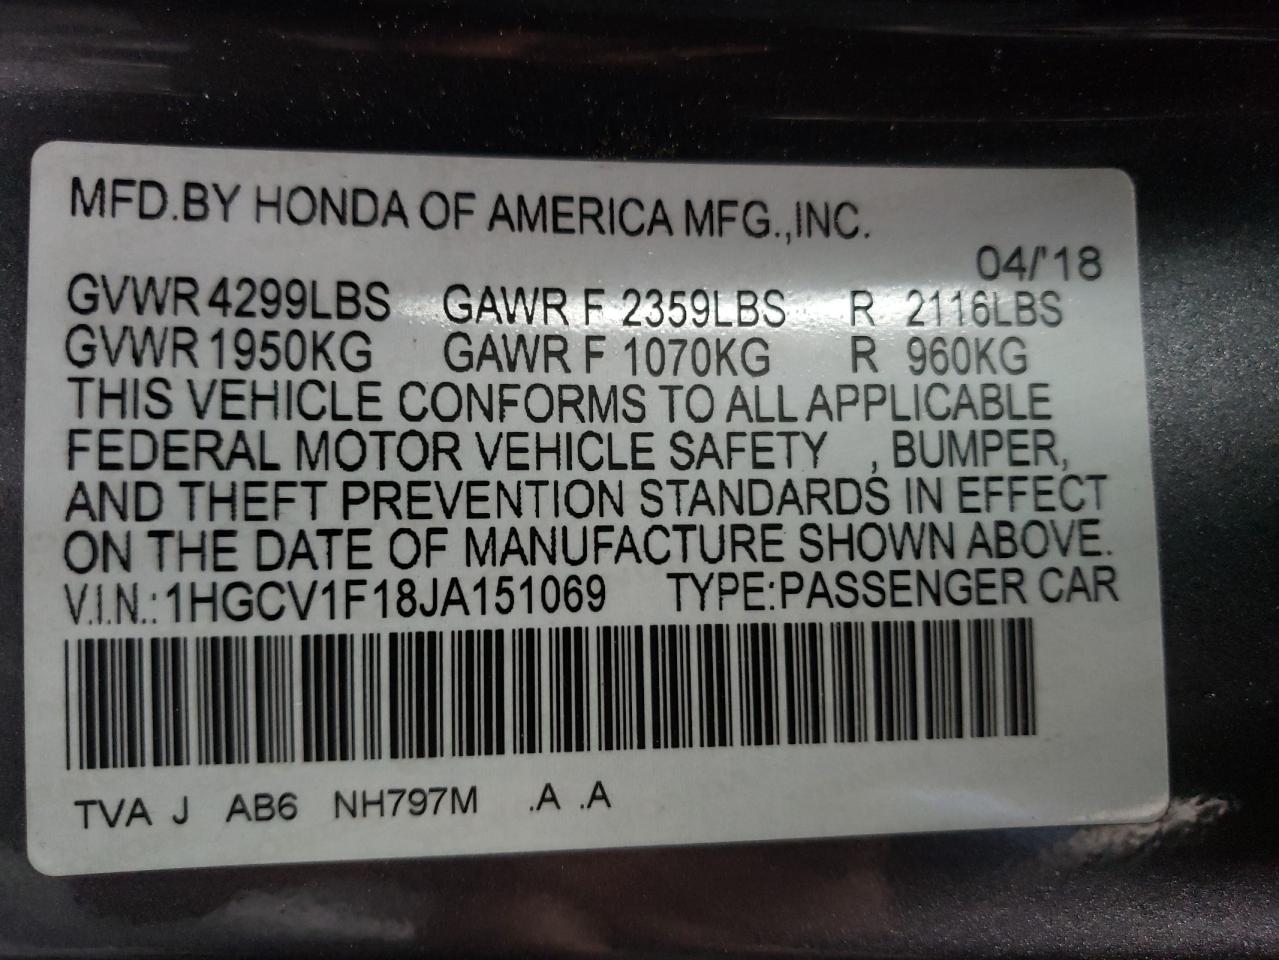 MFD.BY HONDA OF AMERICA MFG.,INC.
04/'18
GVWR 4299LBS GAWR F 2359LBS R 2116LBS
GVWR 1950KG GAWR F 1070KG R 960KG
THIS VEHICLE CONFORMS TO ALL APPLICABLE
FEDERAL MOTOR VEHICLE SAFETY , BUMPER,
AND THEFT PREVENTION STANDARDS IN EFFECT
ON THE DATE OF MANUFACTURE SHOWN ABOVE.
V.I.N.: 1HGCV1F18JA151069 TYPE:PASSENGER CAR
TVA J AB6 NH797M .A .A